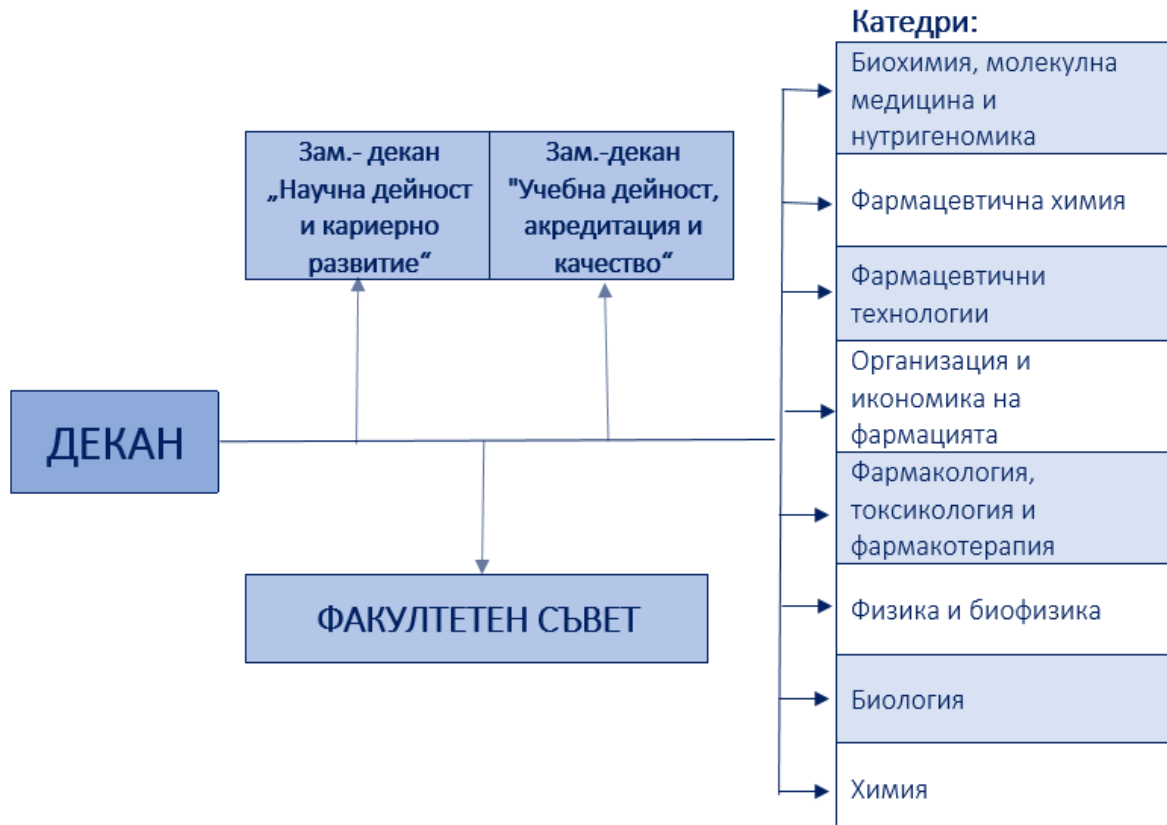 Катедри:
Биохимия, молекулна
медицина и
нутригеномика
Зам.- декан
„Научна дейност
и кариерно
развитие“
Зам.-декан
"Учебна дейност,
акредитация и
качество“
Фармацевтична химия
Фармацевтични
технологии
Организация и
икономика на
фармацията
ДЕКАН
Фармакология,
токсикология и
фармакотерапия
ФАКУЛТЕТЕН СЪВЕТ
Физика и биофизика
Биология
Химия